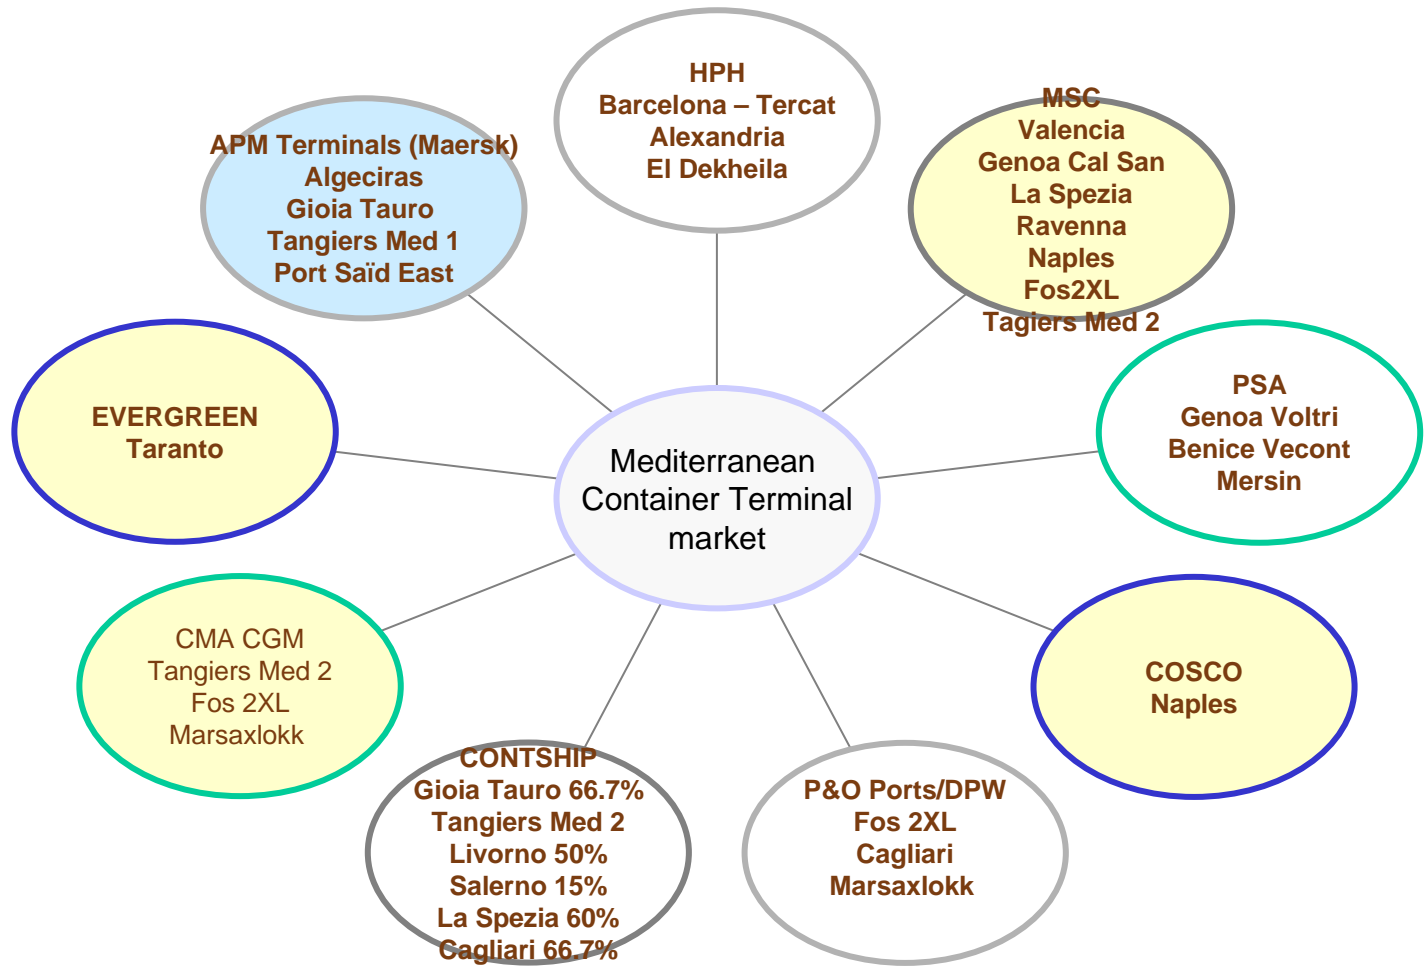 HPH
Barcelona – Tercat
Alexandria
El Dekheila
MSC
Valencia
Genoa Cal San
La Spezia
Ravenna
Naples
Fos2XL
Tagiers Med 2
APM Terminals (Maersk)
Algeciras
Gioia Tauro
Tangiers Med 1
Port Saïd East
PSA
Genoa Voltri
Benice Vecont
Mersin
EVERGREEN
Taranto
Mediterranean
Container Terminal
market
CMA CGM
Tangiers Med 2
Fos 2XL
Marsaxlokk
COSCO
Naples
CONTSHIP
Gioia Tauro 66.7%
Tangiers Med 2
Livorno 50%
Salerno 15%
La Spezia 60%
Cagliari 66.7%
P&O Ports/DPW
Fos 2XL
Cagliari
Marsaxlokk